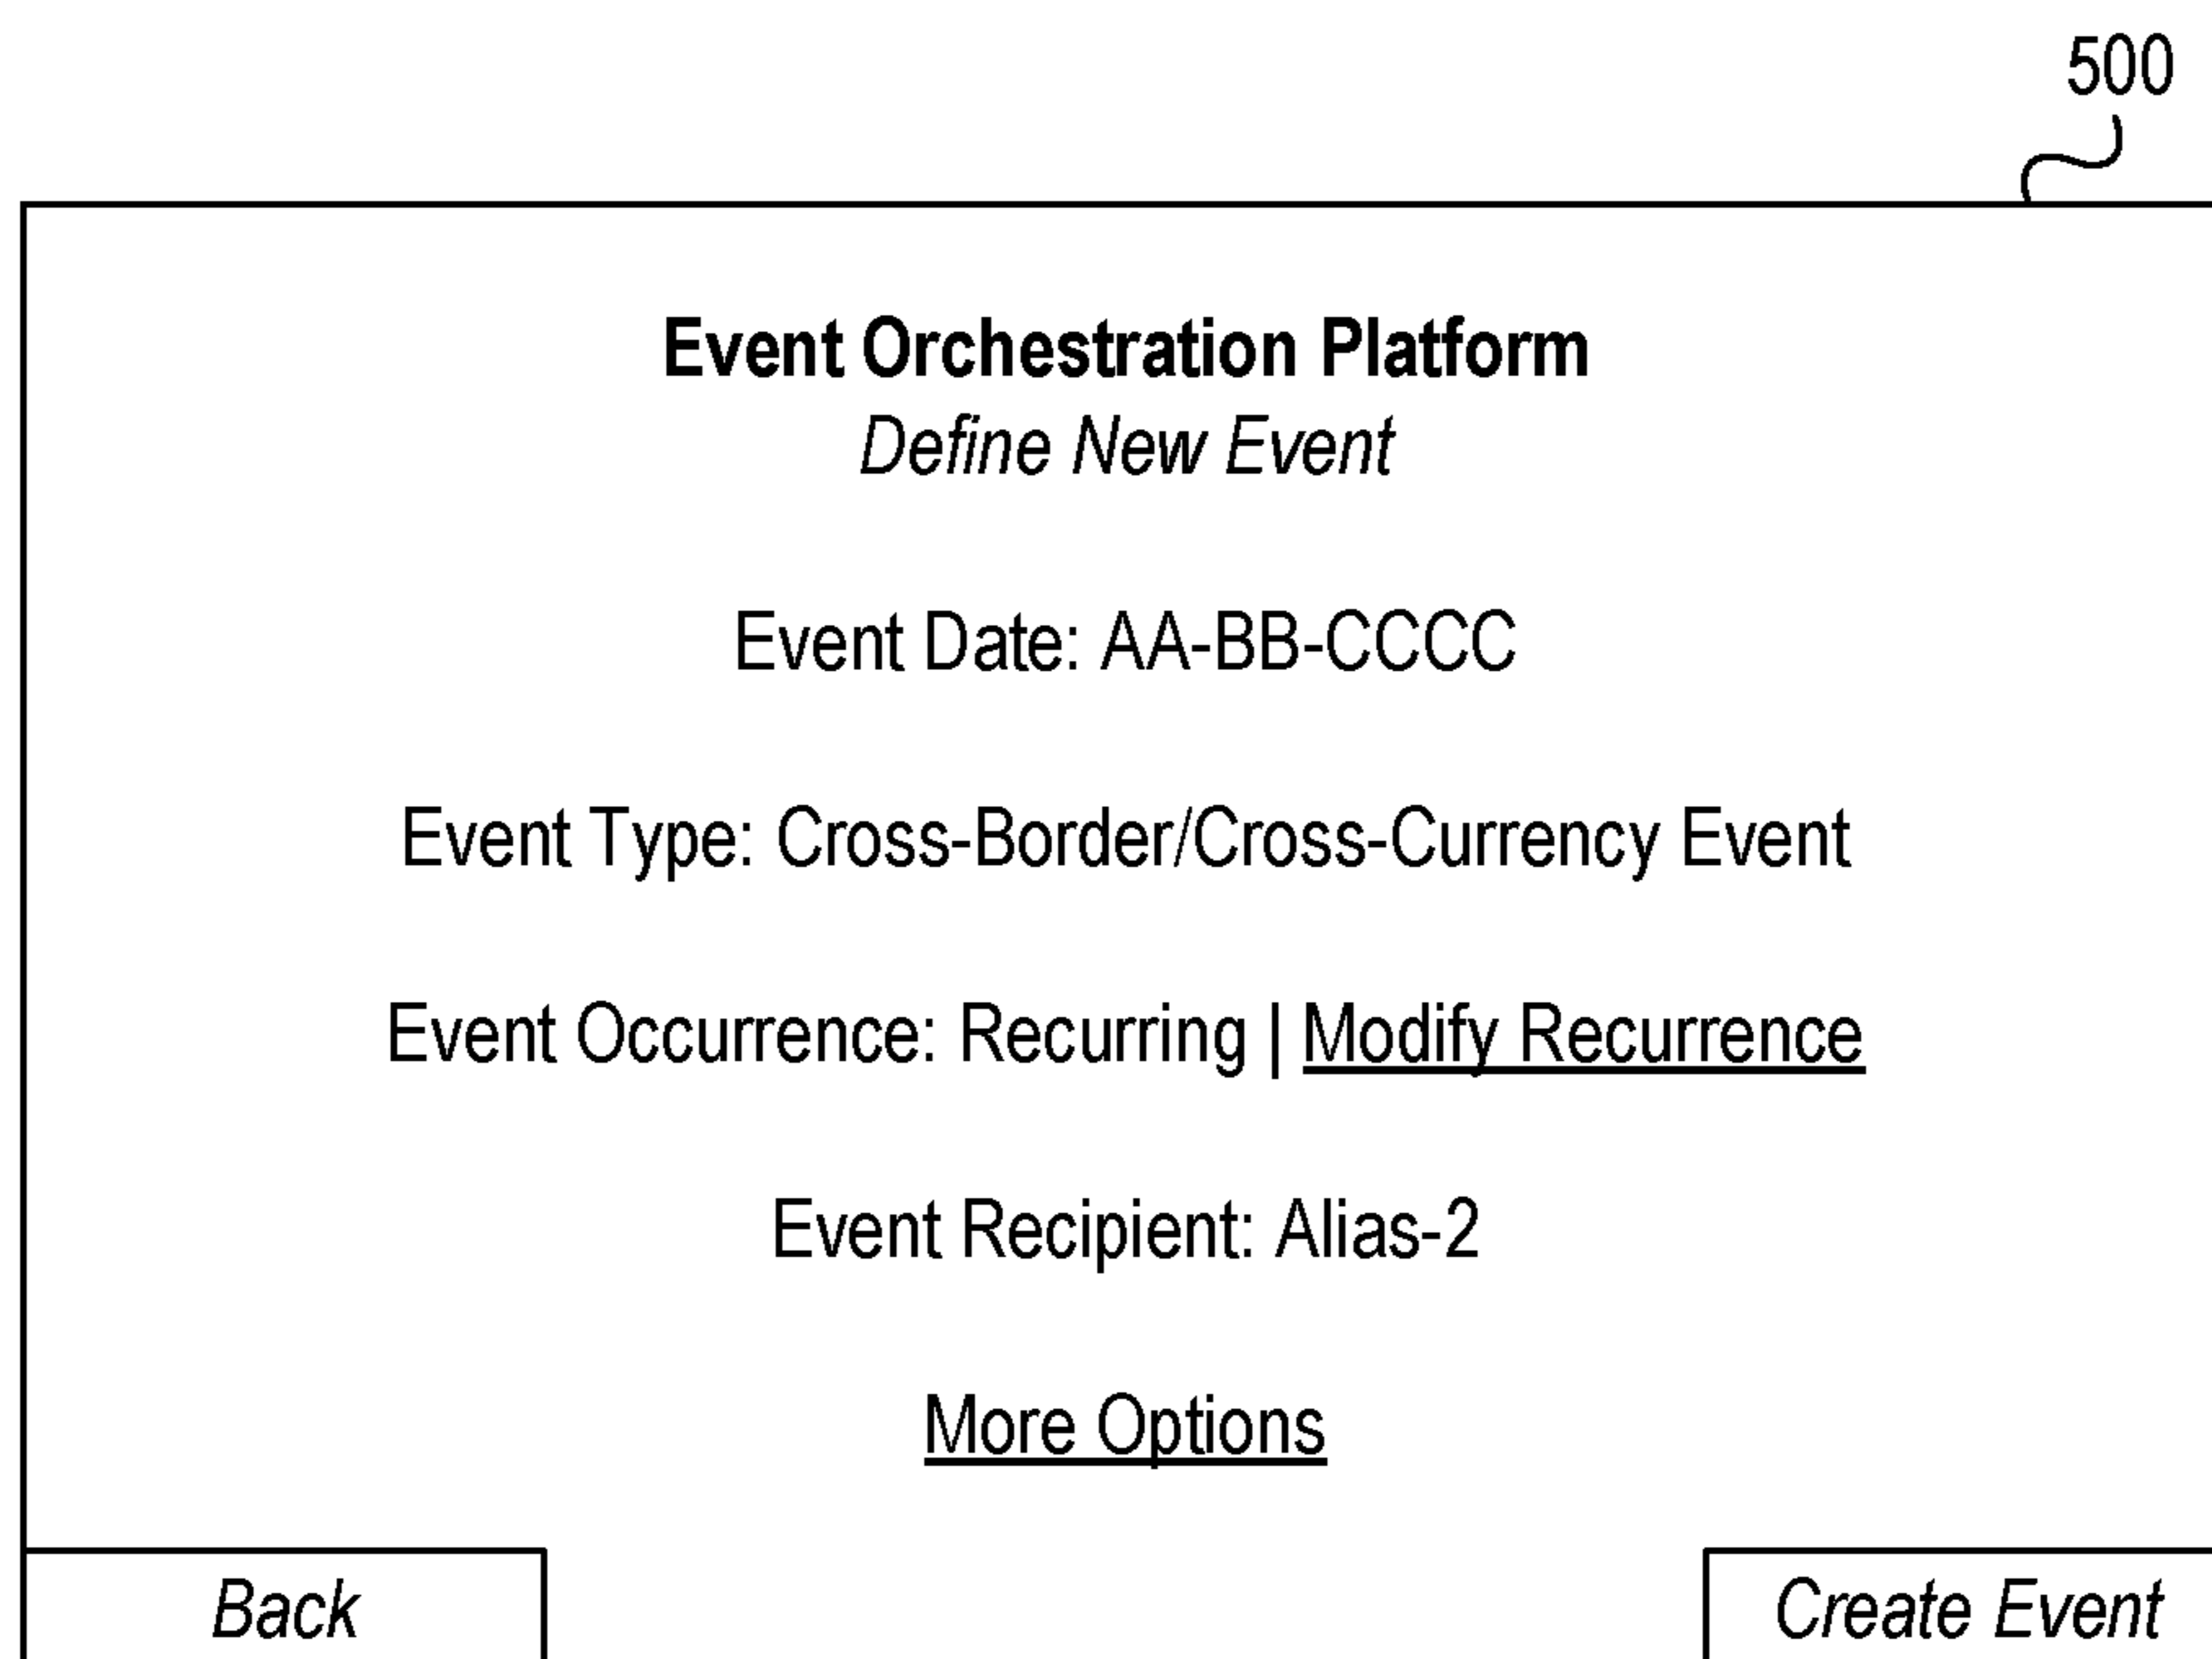 500
Event Orchestration Platform
Define New Event
Event Date: AA-BB-CCCC
Event Type: Cross-Border/Cross-Currency Event
Event Occurrence: Recurring | Modify Recurrence
Event Recipient: Alias-2
More Options
Back
Create Event